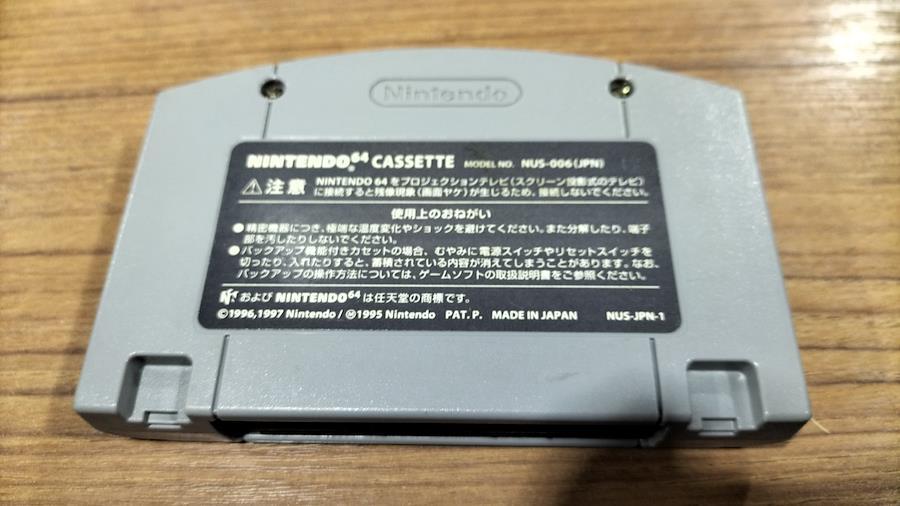 Nintendo
NINTENDO64 CASSETTE MODEL NO. NUS-006(JPN)
⚠注意 NINTENDO 64 をプロジェクションテレビ(スクリーン投影式のテレビ)
に接続すると残像現象(画面ヤケ)が生じるため、接続しないでください。
使用上のおねがい
●精密機器につき、極端な温度変化やショックを避けてください。また分解したり、端子
部を汚したりしないでください。
●バックアップ機能付きカセットの場合、むやみに電源スイッチやリセットスイッチを
切ったり、入れたりすると、蓄積されている内容が消えてしまうことがあります。なお、
バックアップの操作方法については、ゲームソフトの取扱説明書をご参照ください。
N および NINTENDO64 は任天堂の商標です。
©1996,1997 Nintendo/Ⓜ1995 Nintendo PAT. P. MADE IN JAPAN NUS-JPN-1